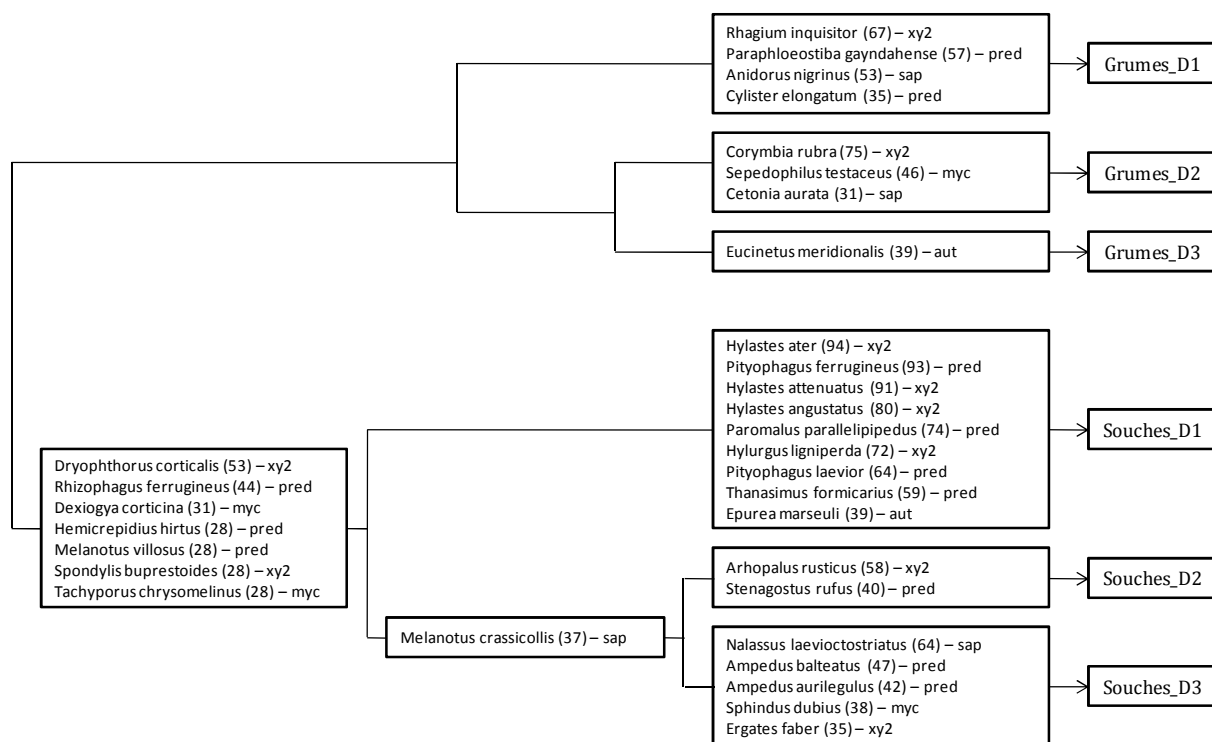 Rhagium inquisitor (67) – xy2
Paraphloeostiba gayndahense (57) – pred
Anidorus nigrinus (53) – sap
Cylister elongatum (35) – pred
Grumes_D1
Corymbia rubra (75) – xy2
Sepedophilus testaceus (46) – myc
Cetonia aurata (31) – sap
Grumes_D2
Eucinetus meridionalis (39) – aut
Grumes_D3
Hylastes ater (94) – xy2
Pityophagus ferrugineus (93) – pred
Hylastes attenuatus (91) – xy2
Hylastes angustatus (80) – xy2
Paromalus parallelipipedus (74) – pred
Hylurgus ligniperda (72) – xy2
Pityophagus laevior (64) – pred
Thanasimus formicarius (59) – pred
Epurea marseuli (39) – aut
Souches_D1
Dryophthorus corticalis (53) – xy2
Rhizophagus ferrugineus (44) – pred
Dexiogya corticina (31) – myc
Hemicrepidius hirtus (28) – pred
Melanotus villosus (28) – pred
Spondylis buprestoides (28) – xy2
Tachyporus chrysomelinus (28) – myc
Arhopalus rusticus (58) – xy2
Stenagostus rufus (40) – pred
Souches_D2
Melanotus crassicollis (37) – sap
Nalassus laevioctostriatus (64) – sap
Ampedus balteatus (47) – pred
Ampedus aurilegulus (42) – pred
Sphindus dubius (38) – myc
Ergates faber (35) – xy2
Souches_D3